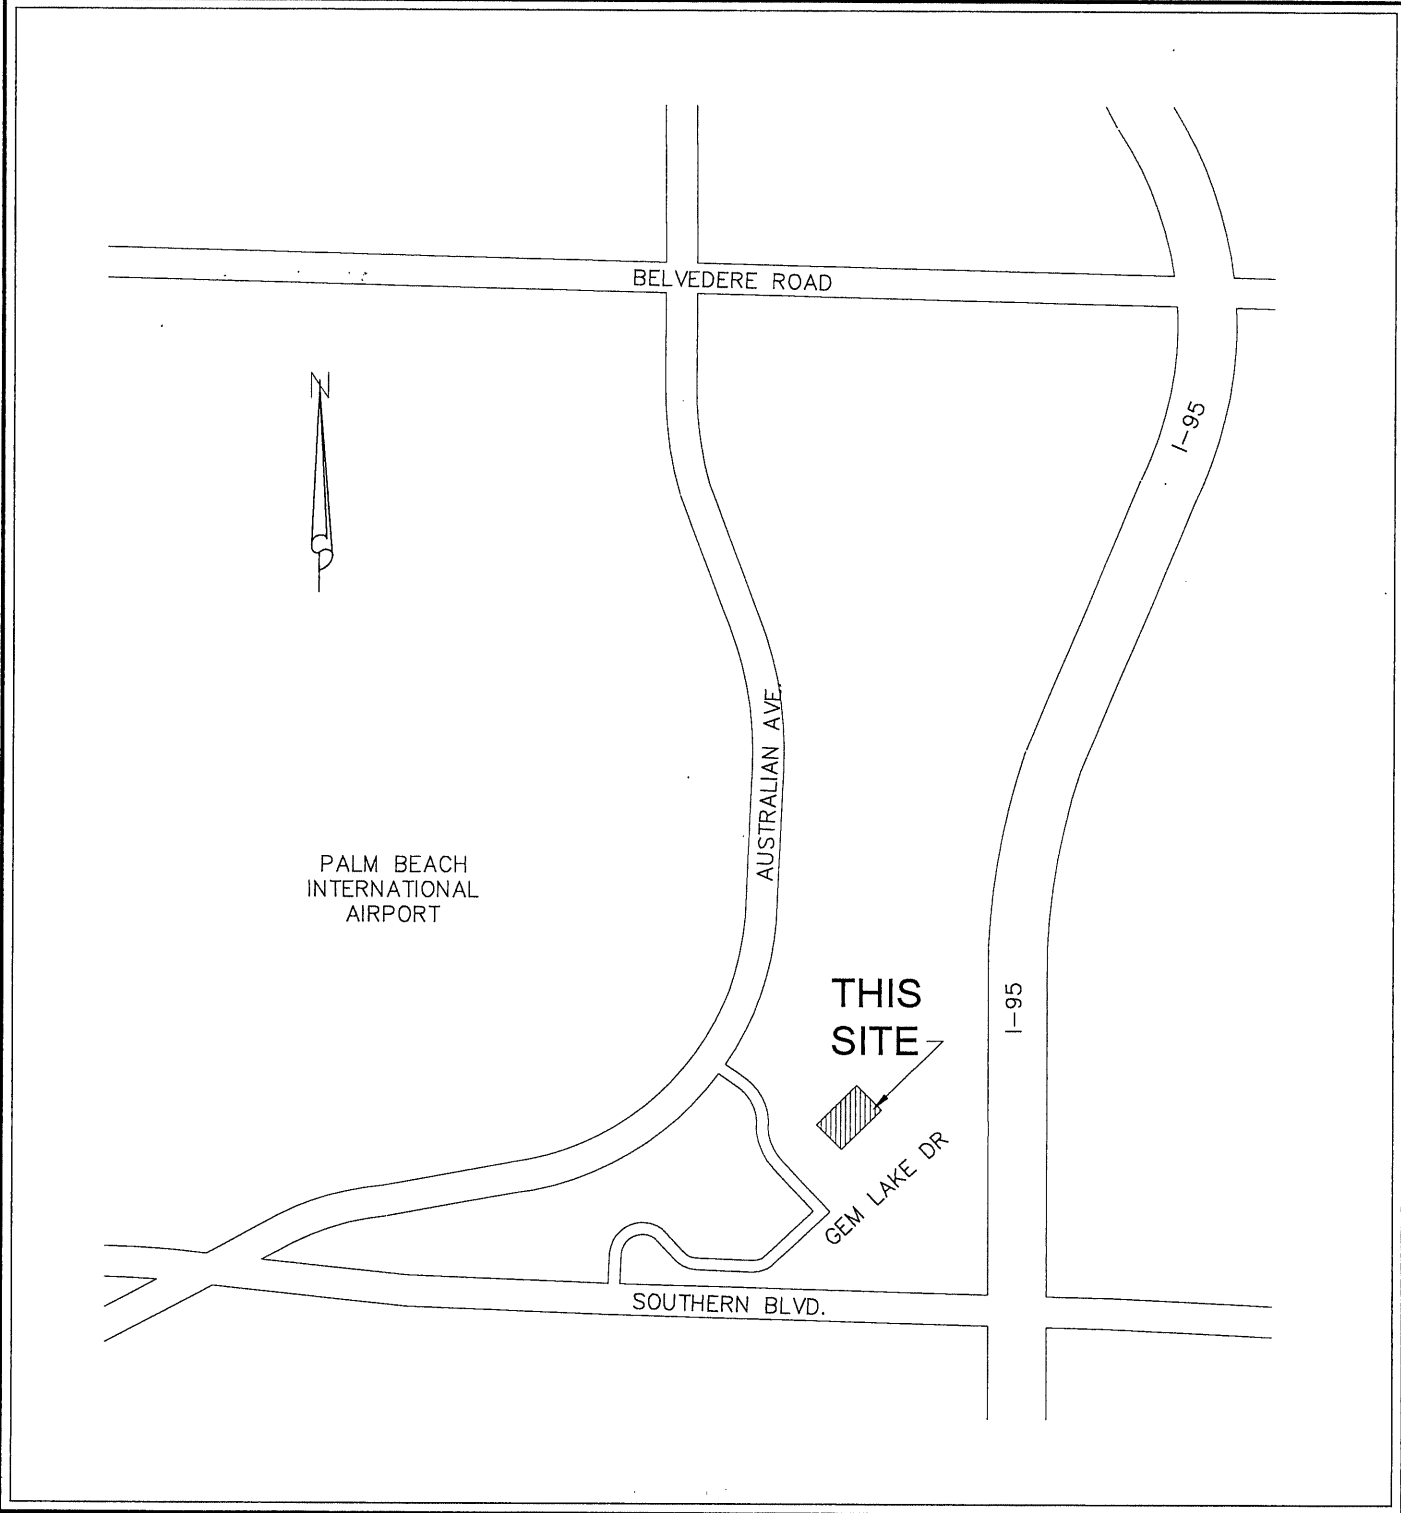 BELVEDERE ROAD
N
I-95
AUSTRALIAN AVE.
PALM BEACH
INTERNATIONAL
AIRPORT
THIS
SITE
I-95
GEM LAKE DR
SOUTHERN BLVD.